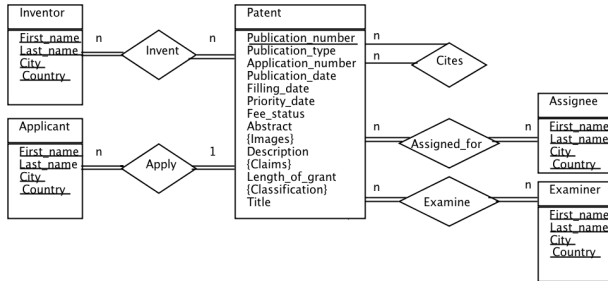 Inventor
First_name
Last_name
City
Country
n
Invent
n
Patent
Publication_number
Publication_type
Application_number
Publication_date
Filling_date
Priority_date
Fee_status
Abstract
{Images}
Description
{Claims}
Length_of_grant
{Classification}
Title
n
n
Cites
Applicant
First_name
Last_name
City
Country
n
Apply
1
n
Assigned_for
n
Assignee
First_name
Last_name
City
Country
n
Examine
n
Examiner
First_name
Last_name
City
Country